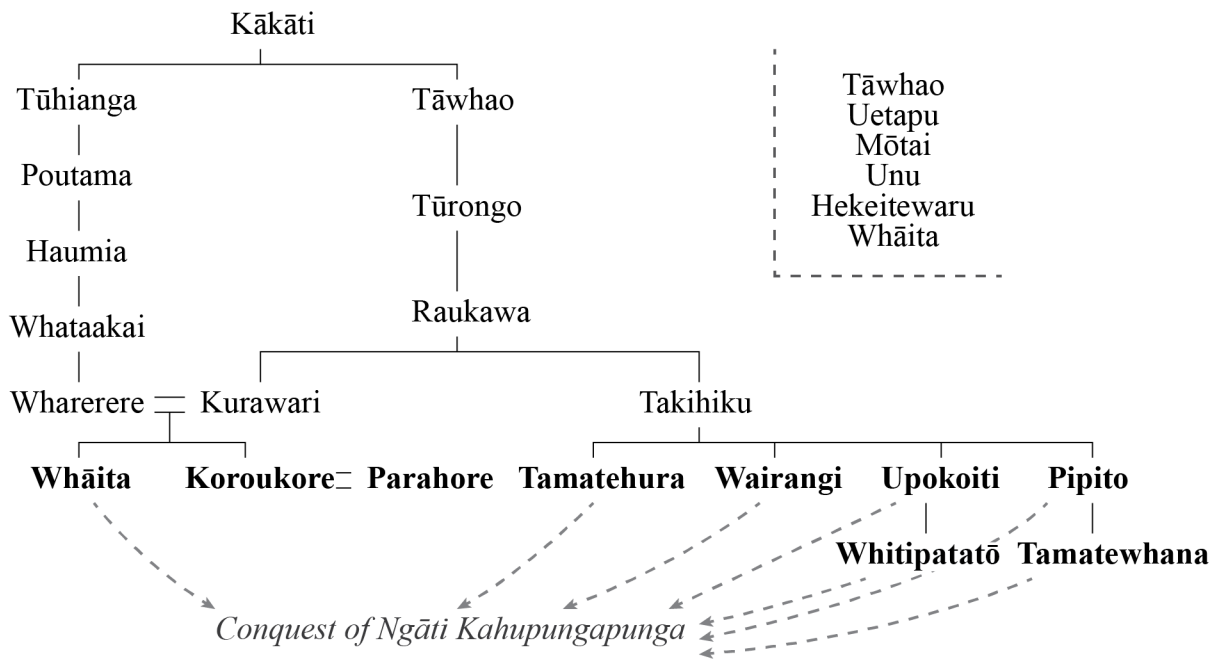 Kākāti
Tūhianga Tāwhao
Poutama
Tūrongo
Haumia
Raukawa
Whataakai
Wharerere Kurawari Takihiku
Whāita Koroukore Parahore Tamatehura Wairangi Upokoiti Pipito
Whitipatatō Tamatewhana
Conquest of Ngāti Kahupungapunga
Tāwhao
Uetapu
Mōtai
Unu
Hekeitewaru
Whāita